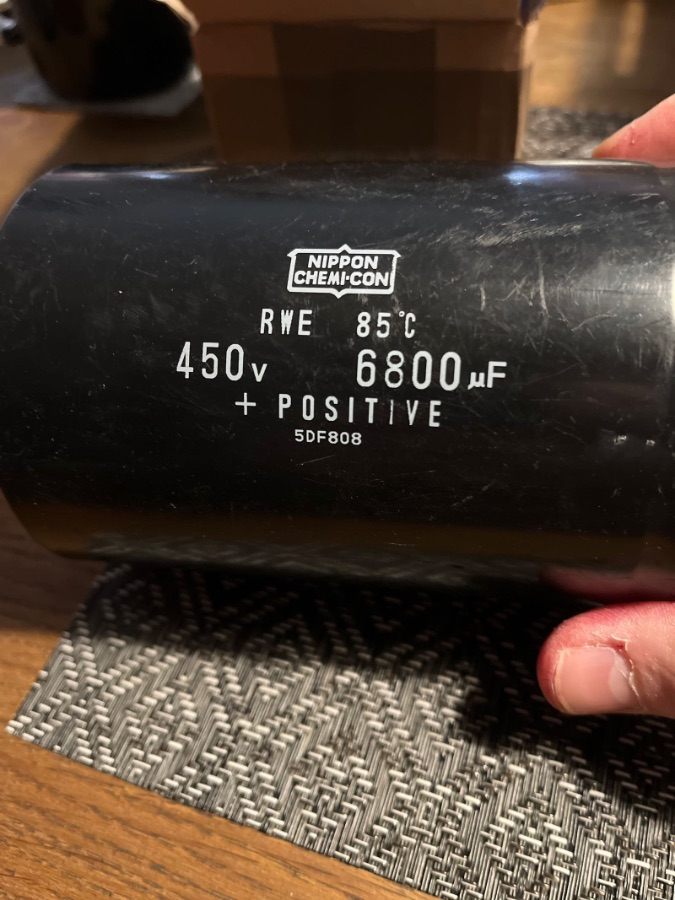 NIPPON
CHEMI-CON
RWE 85°C
450V 6800µF
+ POSITIVE
5DF808